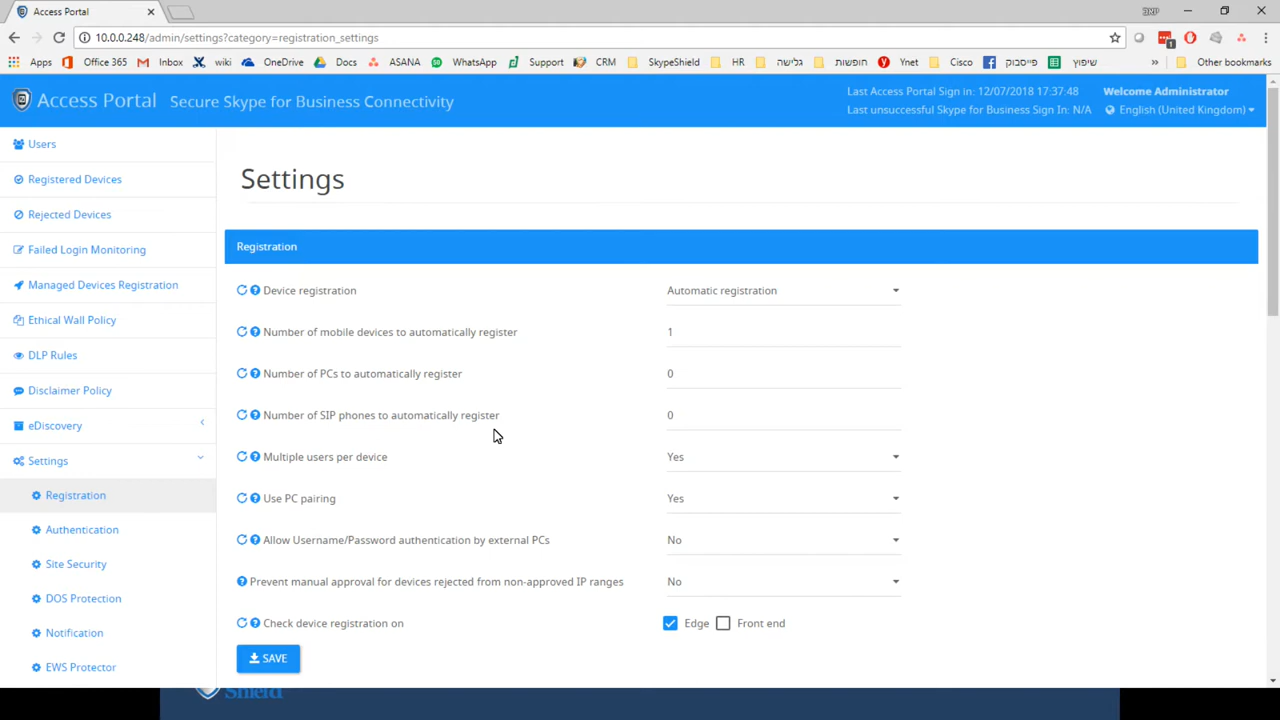 Access Portal
BKP
10.0.0.248/admin/settings?category=registration_settings
Apps Office 365 Inbox wiki OneDrive Docs ASANA WhatsApp Support CRM SkypeShield HR גלישה חופשות Ynet Cisco פייסבוק שיפוץ » Other bookmarks
Access Portal Secure Skype for Business Connectivity
Last Access Portal Sign in: 12/07/2018 17:37:48 Welcome Administrator
Last unsuccessful Skype for Business Sign In: N/A English (United Kingdom)
Users
Registered Devices
Rejected Devices
Failed Login Monitoring
Managed Devices Registration
Ethical Wall Policy
DLP Rules
Disclaimer Policy
eDiscovery
Settings
Registration
Authentication
Site Security
DOS Protection
Notification
EWS Protector
Settings
Registration
Device registration Automatic registration
Number of mobile devices to automatically register 1
Number of PCs to automatically register 0
Number of SIP phones to automatically register 0
Multiple users per device Yes
Use PC pairing Yes
Allow Username/Password authentication by external PCs No
Prevent manual approval for devices rejected from non-approved IP ranges No
Check device registration on Edge Front end
SAVE
Shield